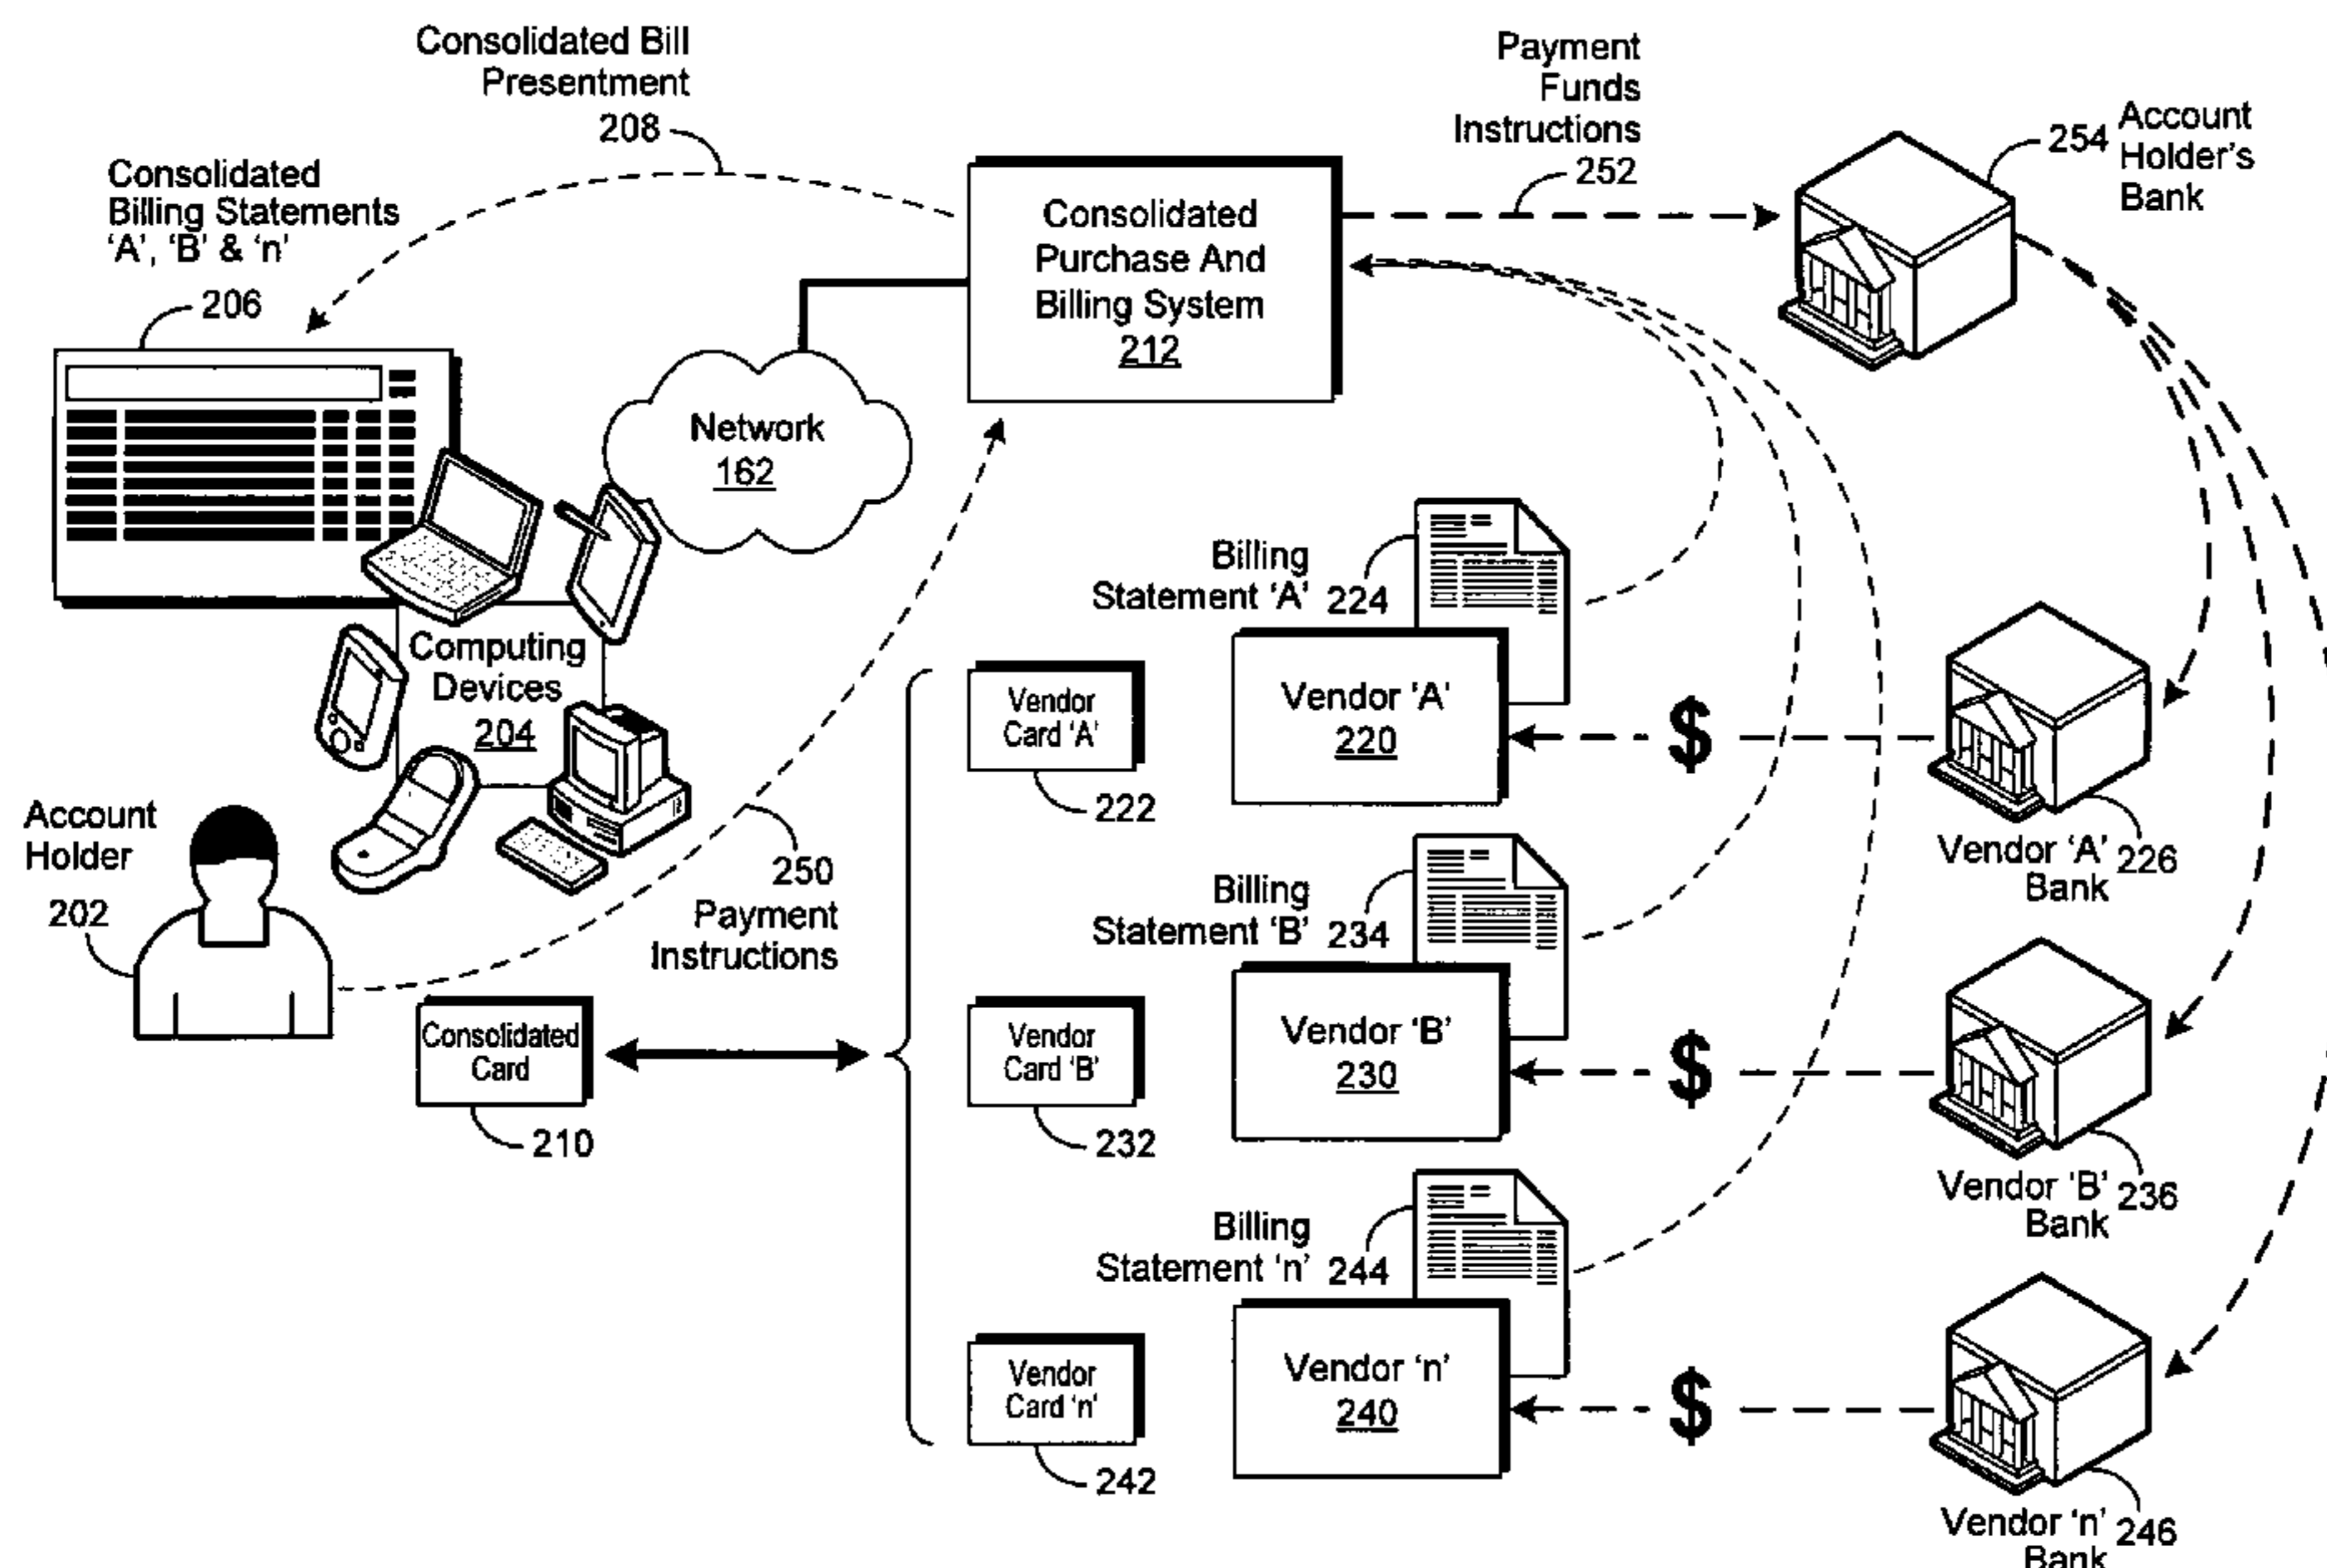 Consolidated Bill
Presentment
208
Payment
Funds
Instructions
252
254
Account
Holder's
Bank
Consolidated
Billing Statements
'A', 'B' & 'n'
206
Consolidated
Purchase And
Billing System
212
Network
162
Computing
Devices
204
Account
Holder
202
250
Payment
Instructions
Consolidated
Card
210
Vendor
Card 'A'
222
Billing
Statement 'A' 224
Vendor 'A'
220
$
Vendor 'A' 226
Bank
Vendor
Card 'B'
232
Billing
Statement 'B' 234
Vendor 'B'
230
$
Vendor 'B' 236
Bank
Vendor
Card 'n'
242
Billing
Statement 'n' 244
Vendor 'n'
240
$
Vendor 'n' 246
Bank